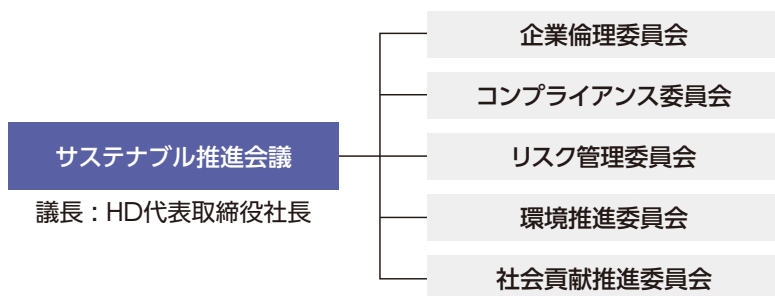 サステナブル推進会議
議長：HD代表取締役社長
企業倫理委員会
コンプライアンス委員会
リスク管理委員会
環境推進委員会
社会貢献推進委員会